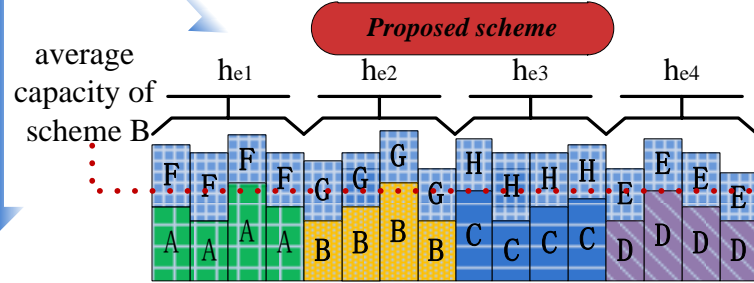 Proposed scheme
average
capacity of
scheme B
he1 he2 he3 he4
F F F F G G G G H H H H E E E E
A A A A B B B B C C C C D D D D